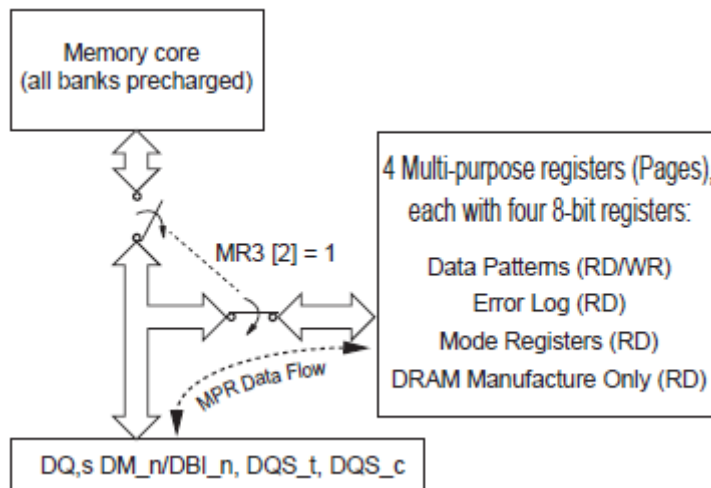 Memory core
(all banks precharged)
4 Multi-purpose registers (Pages),
each with four 8-bit registers:
Data Patterns (RD/WR)
Error Log (RD)
Mode Registers (RD)
DRAM Manufacture Only (RD)
MR3 [2] = 1
MPR Data Flow
DQ,s DM_n/DBI_n, DQS_t, DQS_c